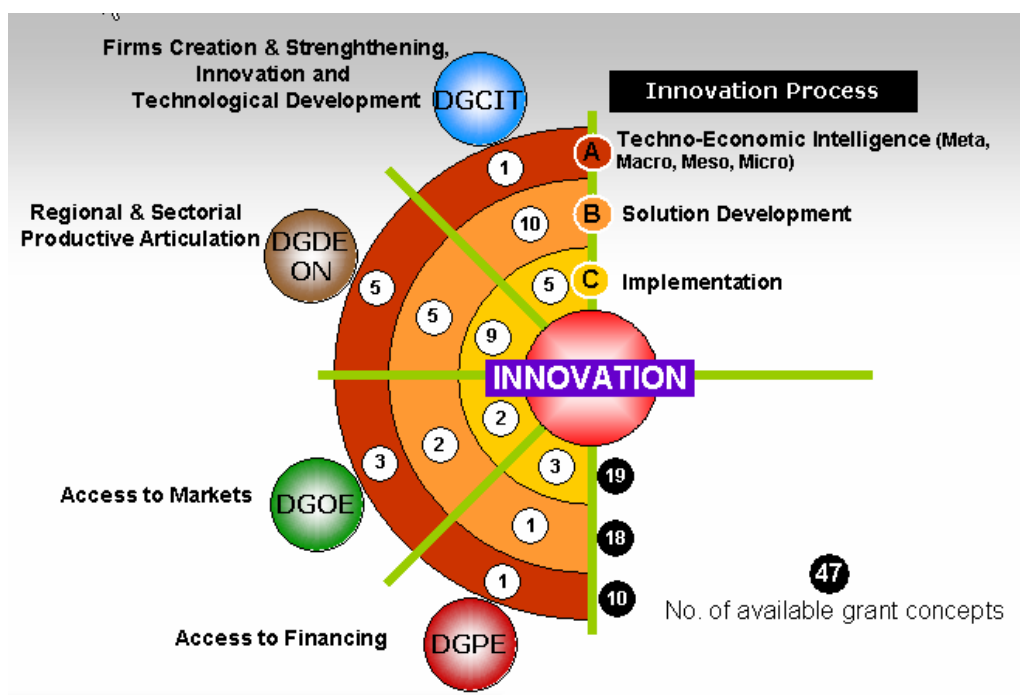 Firms Creation & Strenghthening,
Innovation and
Technological Development
DGCIT
Innovation Process
A
Techno-Economic Intelligence (Meta,
Macro, Meso, Micro)
1
B
Solution Development
10
Regional & Sectorial
Productive Articulation
DGDE
ON
C
Implementation
5
5
5
9
INNOVATION
2
2
3
3
19
Access to Markets
DGOE
1
18
47
1
10
No. of available grant concepts
Access to Financing
DGPE